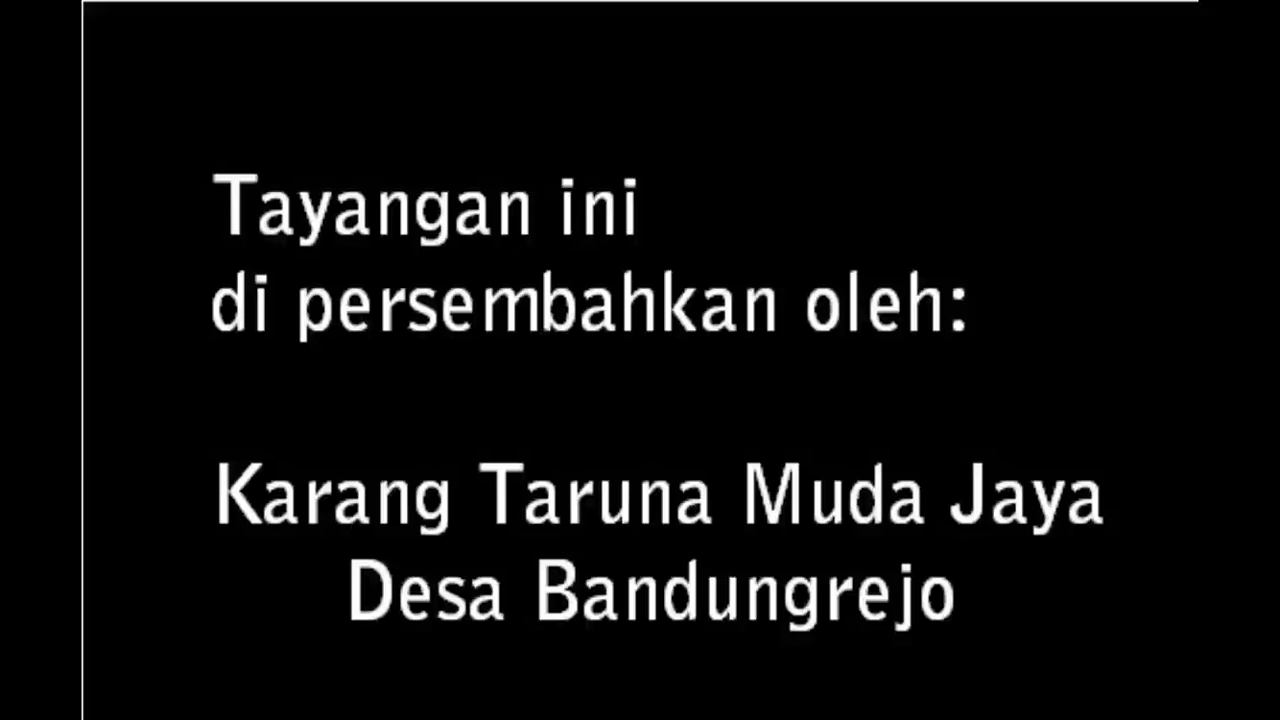 Tayangan ini
di persembahkan oleh:
Karang Taruna Muda Jaya
Desa Bandungrejo